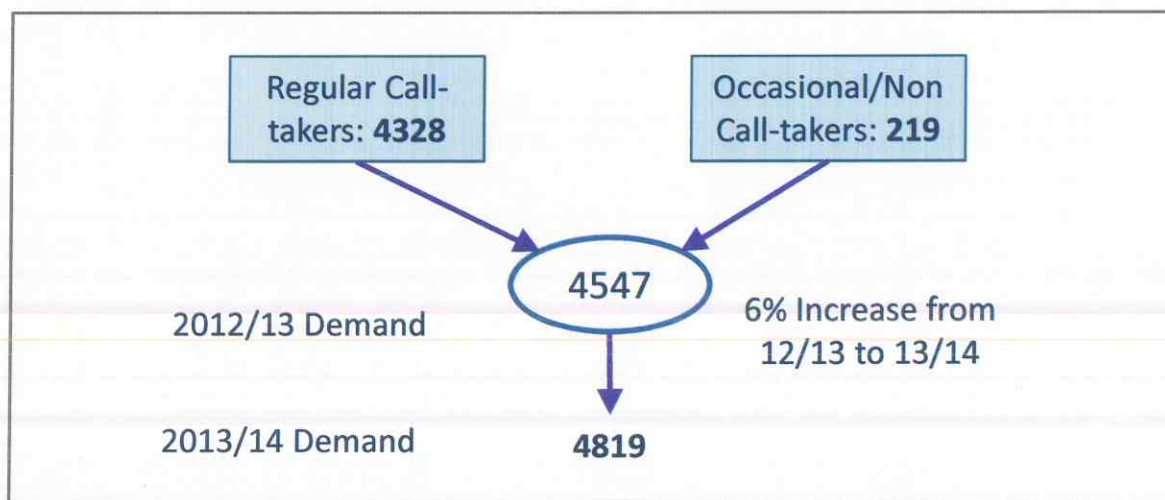 Regular Call-
takers: 4328
Occasional/Non
Call-takers: 219
4547
2012/13 Demand
6% Increase from
12/13 to 13/14
2013/14 Demand
4819